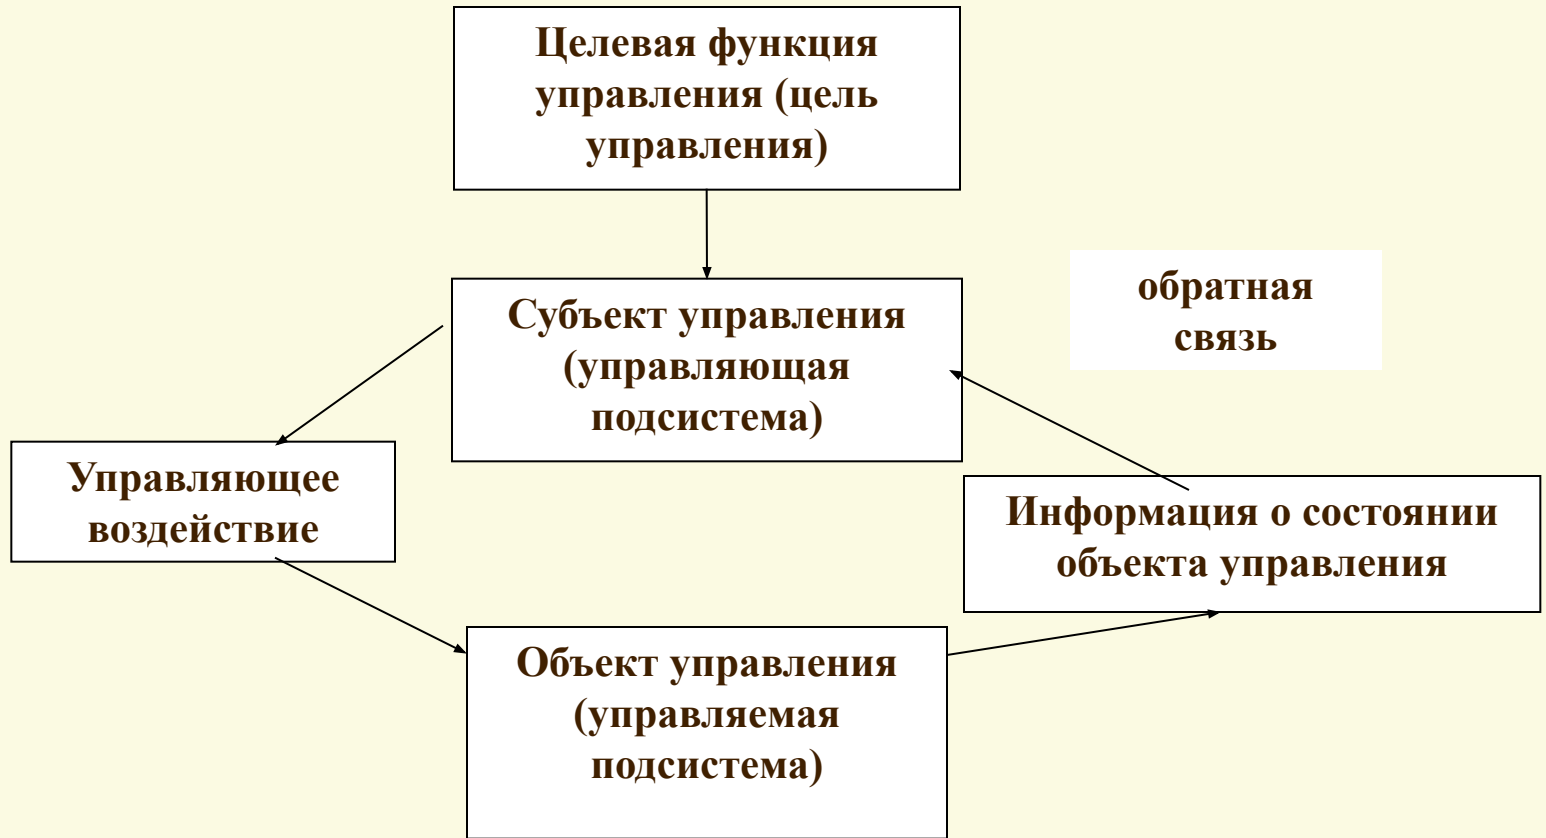 Целевая функция
управления (цель
управления)
обратная
связь
Субъект управления
(управляющая
подсистема)
Управляющее
воздействие
Информация о состоянии
объекта управления
Объект управления
(управляемая
подсистема)